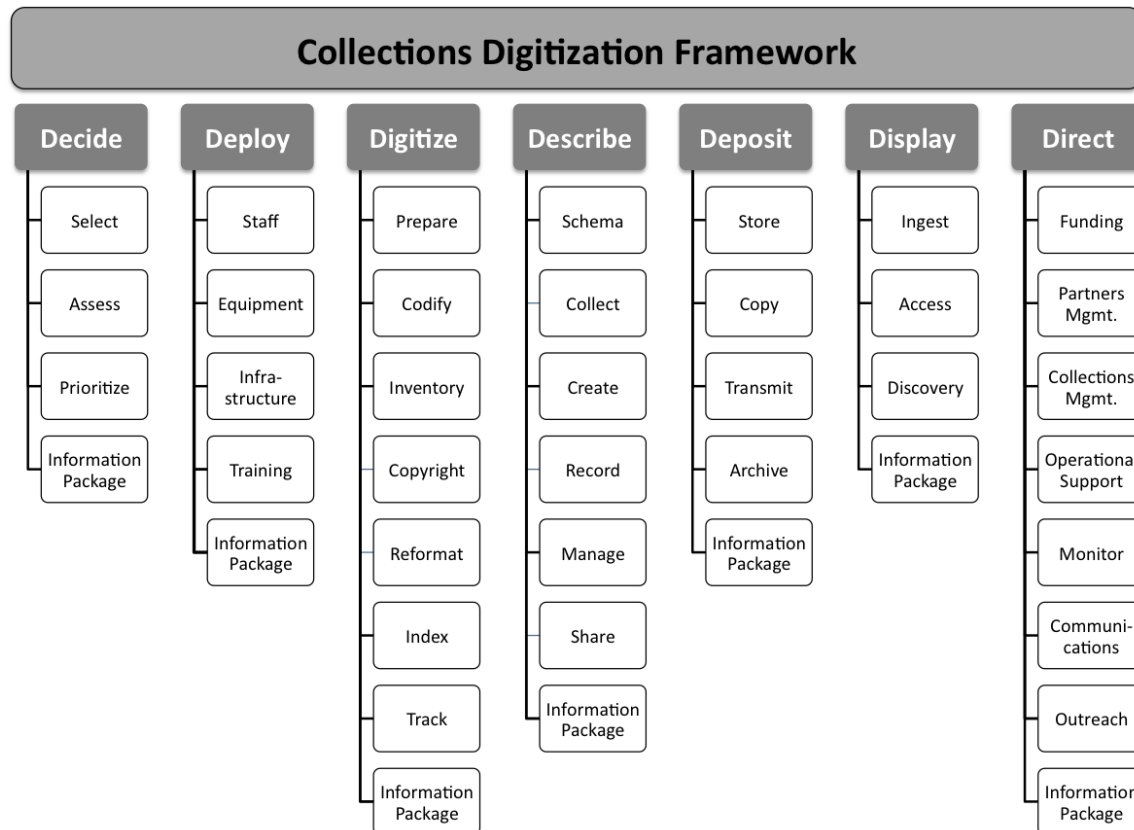 Collections Digitization Framework
Decide
Select
Assess
Prioritize
Information
Package
Deploy
Staff
Equipment
Infra-
structure
Training
Information
Package
Digitize
Prepare
Codify
Inventory
Copyright
Reformat
Index
Track
Information
Package
Describe
Schema
Collect
Create
Record
Manage
Share
Information
Package
Deposit
Store
Copy
Transmit
Archive
Information
Package
Display
Ingest
Access
Discovery
Information
Package
Direct
Funding
Partners
Mgmt.
Collections
Mgmt.
Operational
Support
Monitor
Communi-
cations
Outreach
Information
Package